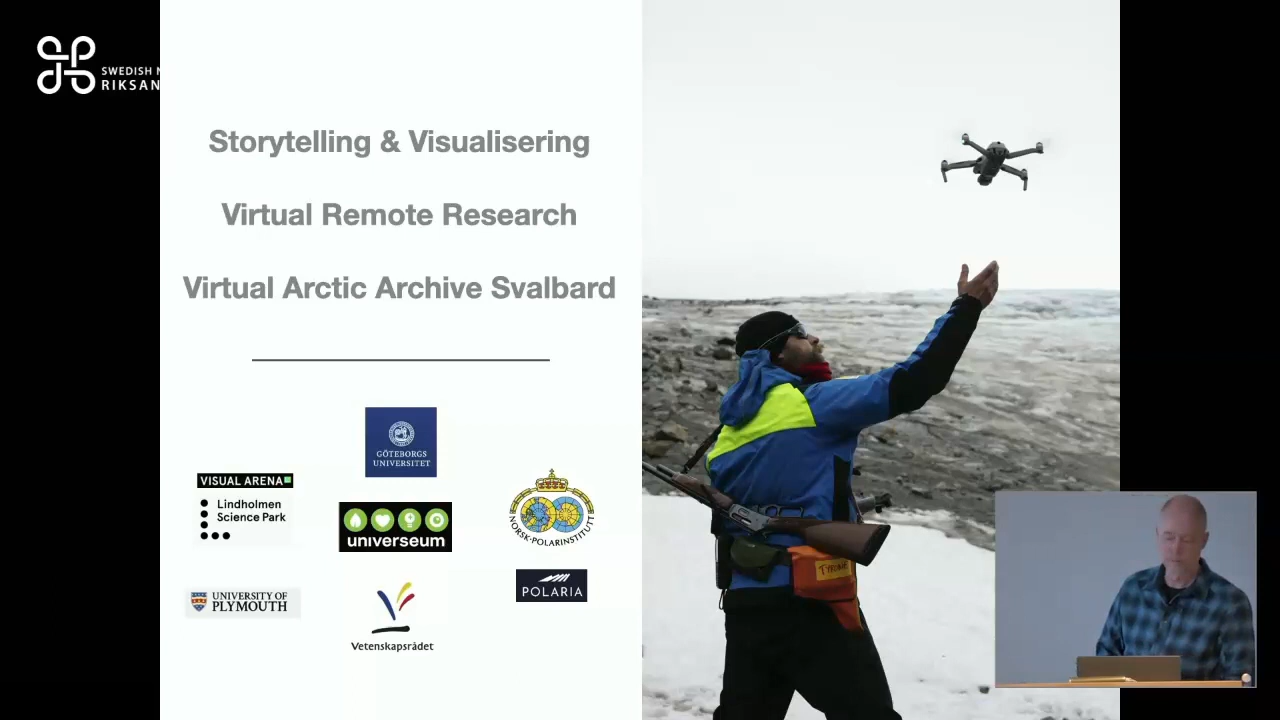 SWEDISH N
RIKSAN
Storytelling & Visualisering
Virtual Remote Research
Virtual Arctic Archive Svalbard
GÖTEBORGS
UNIVERSITET
VISUAL ARENA
Lindholmen
Science Park
universeum
NORSK-POLARINSTITUTT
UNIVERSITY OF
PLYMOUTH
POLARIA
Vetenskapsrådet
TYRONE